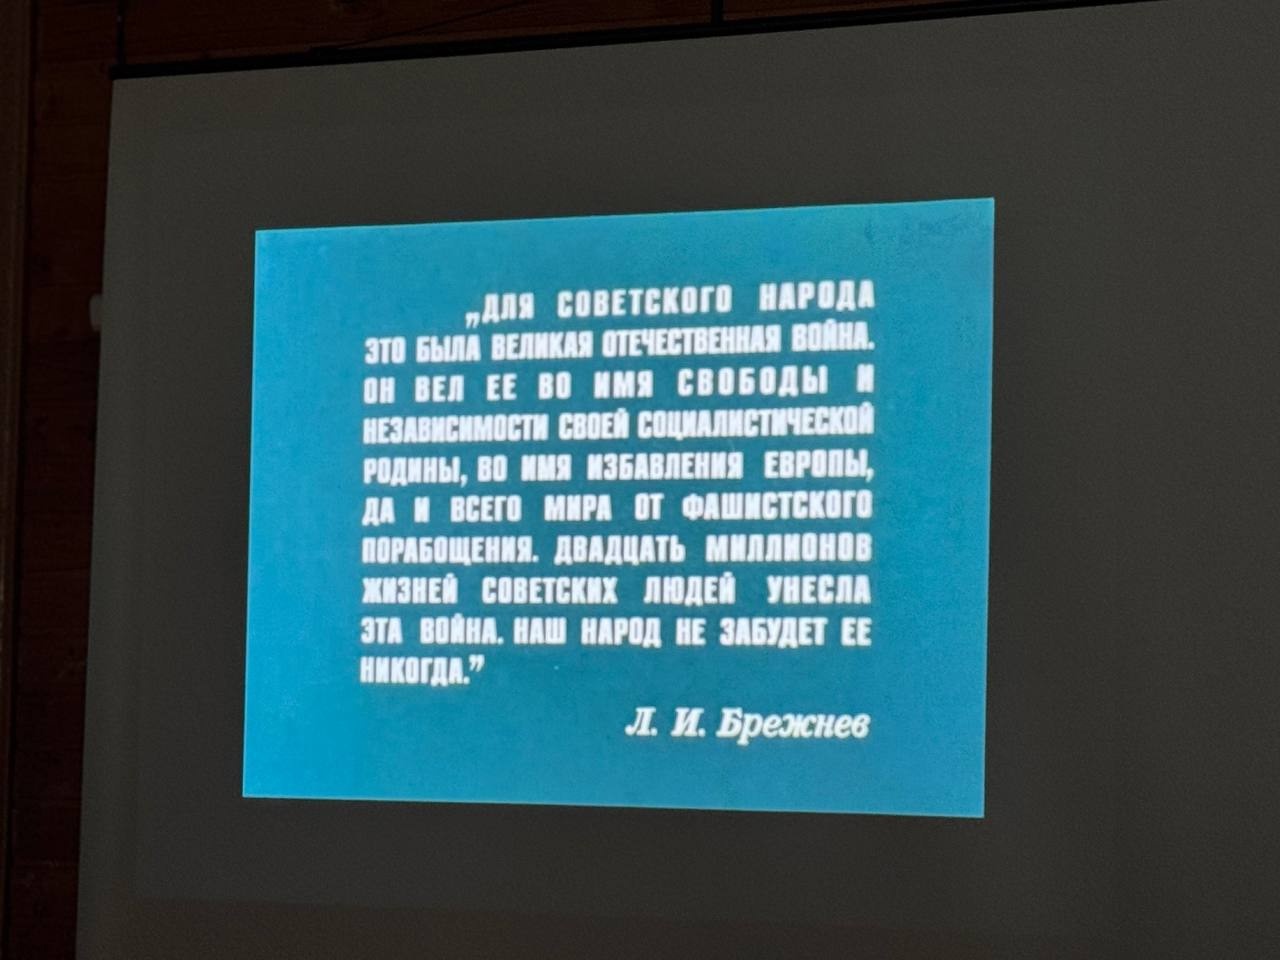 „ДЛЯ СОВЕТСКОГО НАРОДА
ЭТО БЫЛА ВЕЛИКАЯ ОТЕЧЕСТВЕННАЯ ВОЙНА.
ОН ВЕЛ ЕЕ ВО ИМЯ СВОБОДЫ И
НЕЗАВИСИМОСТИ СВОЕЙ СОЦИАЛИСТИЧЕСКОЙ
РОДИНЫ, ВО ИМЯ ИЗБАВЛЕНИЯ ЕВРОПЫ,
ДА И ВСЕГО МИРА ОТ ФАШИСТСКОГО
ПОРАБОЩЕНИЯ. ДВАДЦАТЬ МИЛЛИОНОВ
ЖИЗНЕЙ СОВЕТСКИХ ЛЮДЕЙ УНЕСЛА
ЭТА ВОЙНА. НАШ НАРОД НЕ ЗАБУДЕТ ЕЕ
НИКОГДА.”
Л. И. Брежнев